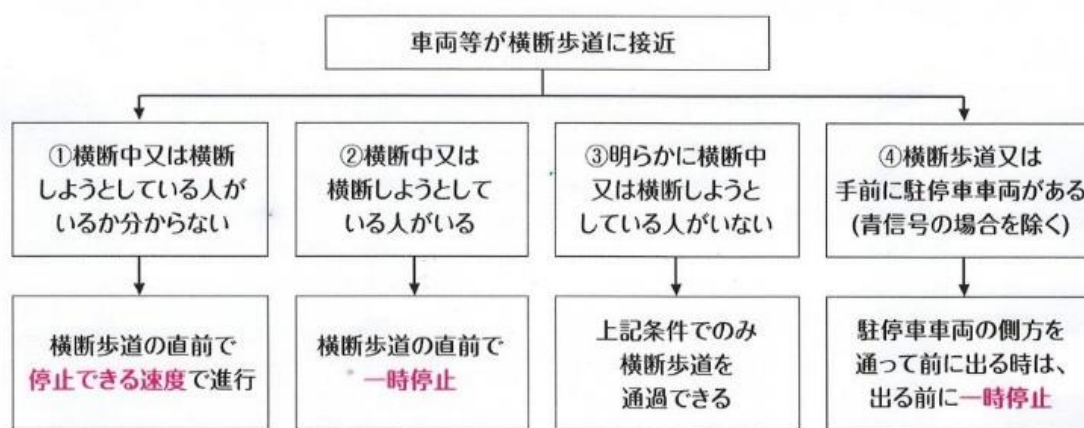 車両等が横断歩道に接近
①横断中又は横断
しようとしている人が
いるか分からない
②横断中又は
横断しようとして
いる人がいる
③明らかに横断中
又は横断しようと
している人がいない
④横断歩道又は
手前に駐停車車両がある
(青信号の場合を除く)
横断歩道の直前で
停止できる速度で進行
横断歩道の直前で
一時停止
上記条件でのみ
横断歩道を
通過できる
駐停車車両の側方を
通って前に出る時は、
出る前に一時停止